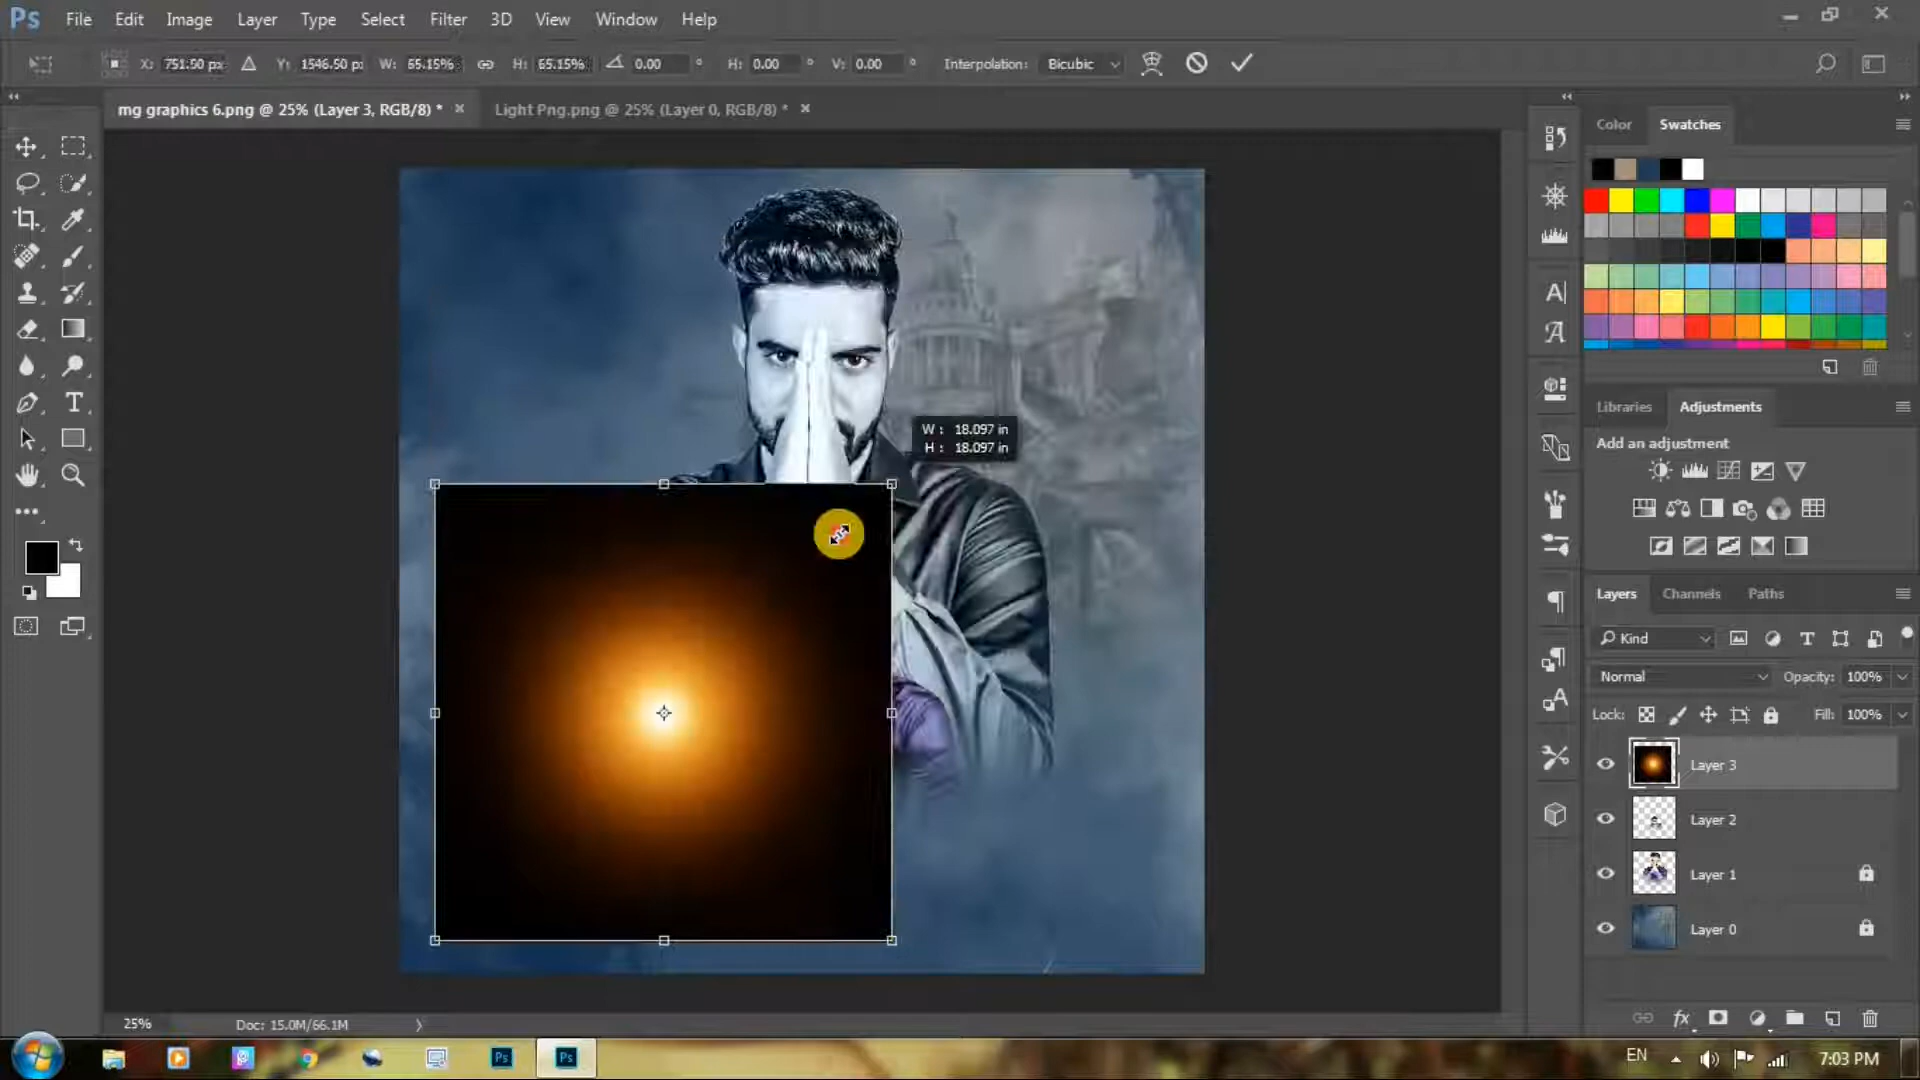 Ps File Edit Image Layer Type Select Filter 3D View Window Help
X: 751.50 px Y: 1546.50 px W: 65.15% H: 65.15% 0.00 ° H: 0.00 ° V: 0.00 ° Interpolation: Bicubic
mg graphics 6.png @ 25% (Layer 3, RGB/8) * × Light Png.png @ 25% (Layer 0, RGB/8) * ×
Color Swatches
W : 18.097 in
H : 18.097 in
Libraries Adjustments
Add an adjustment
Layers Channels Paths
Kind
Normal Opacity: 100%
Lock: Fill: 100%
Layer 3
Layer 2
Layer 1
Layer 0
25% Doc: 15.0M/66.1M
Ps Ps EN 7:03 PM